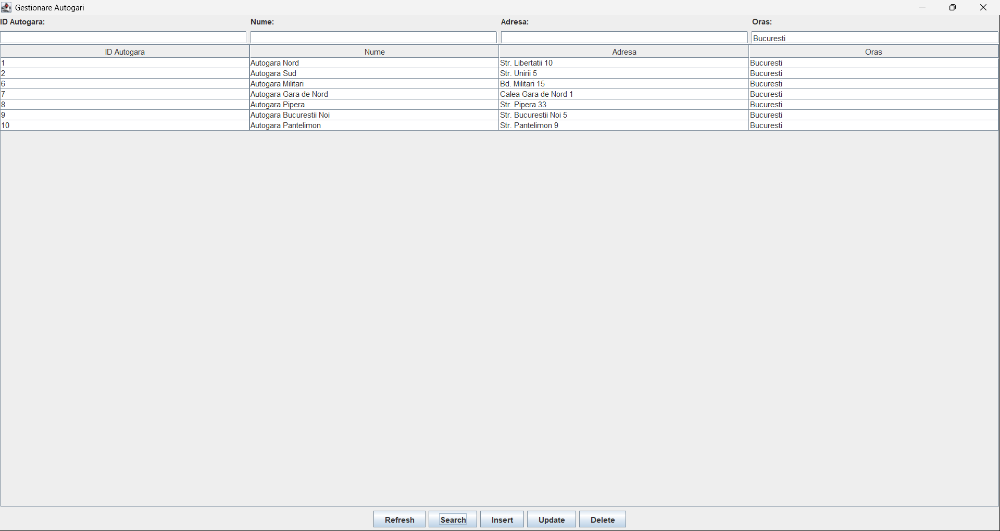 Gestionare Autogari
ID Autogara: Nume: Adresa: Oras:
Bucuresti
ID Autogara Nume Adresa Oras
1 Autogara Nord Str. Libertatii 10 Bucuresti
2 Autogara Sud Str. Unirii 5 Bucuresti
6 Autogara Militari Bd. Militari 15 Bucuresti
7 Autogara Gara de Nord Calea Gara de Nord 1 Bucuresti
8 Autogara Pipera Str. Pipera 33 Bucuresti
9 Autogara Bucurestii Noi Str. Bucurestii Noi 5 Bucuresti
10 Autogara Pantelimon Str. Pantelimon 9 Bucuresti
Refresh Search Insert Update Delete